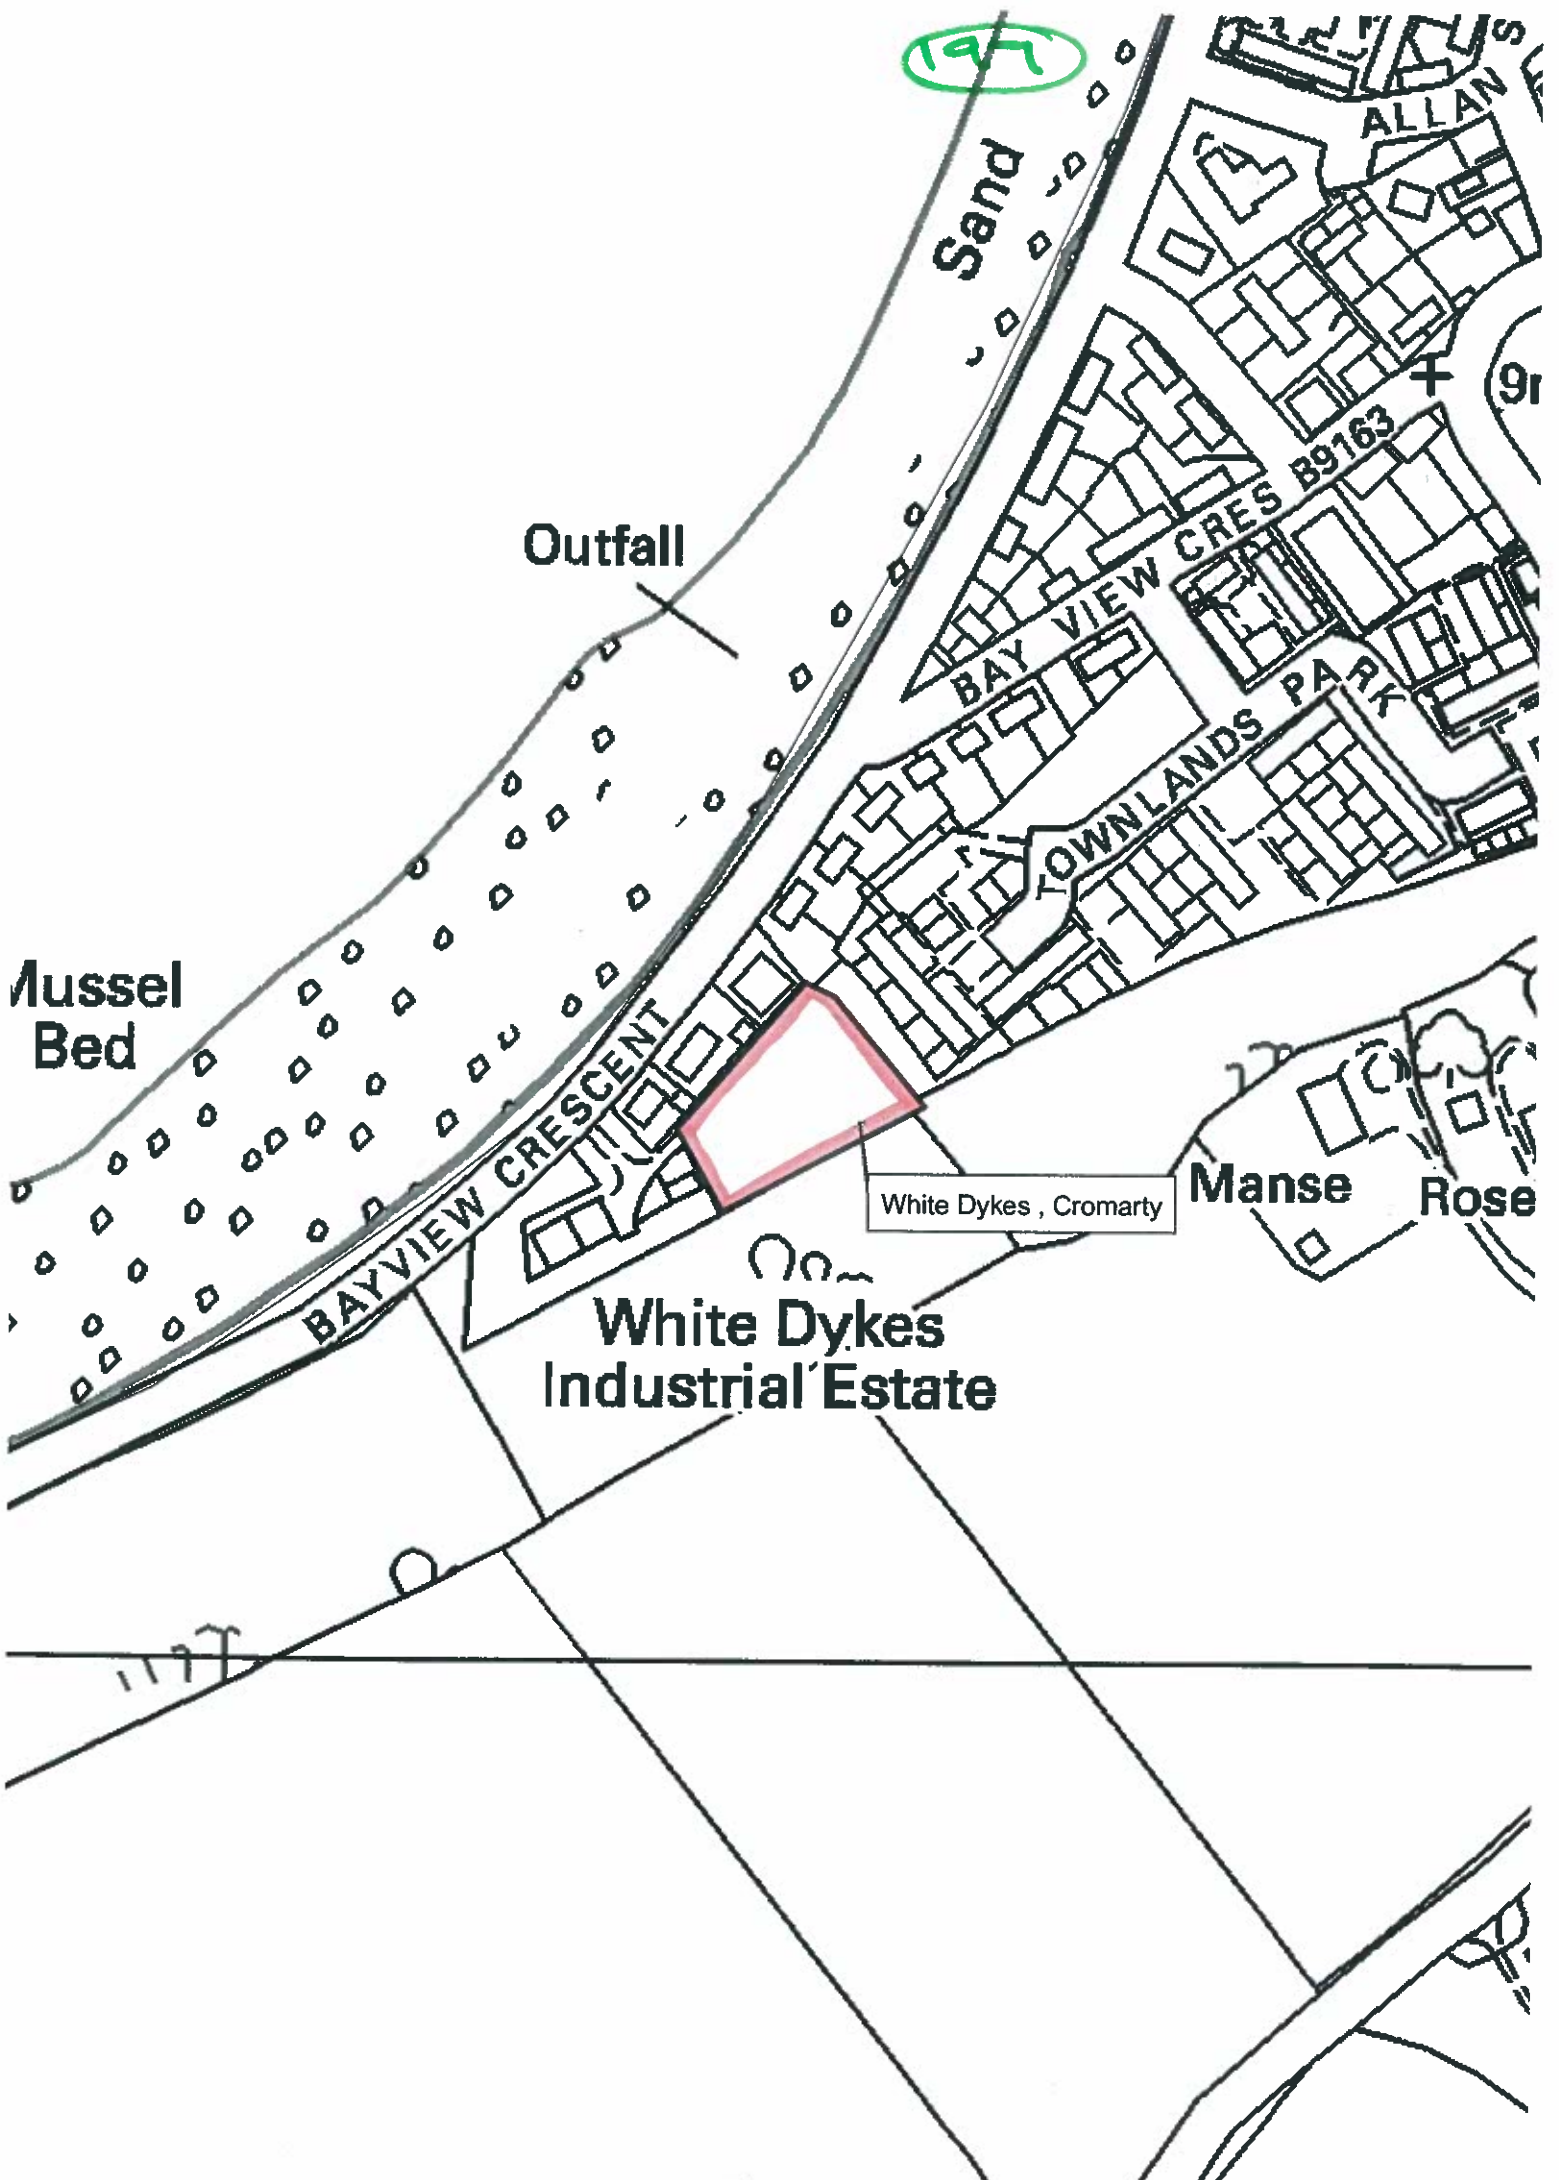 197
ALLAN
S
Sand
9m
B9163
BAY VIEW CRES
Outfall
TOWNLANDS PARK
Mussel
Bed
BAYVIEW CRESCENT
White Dykes , Cromarty
Manse
Rose
White Dykes
Industrial Estate